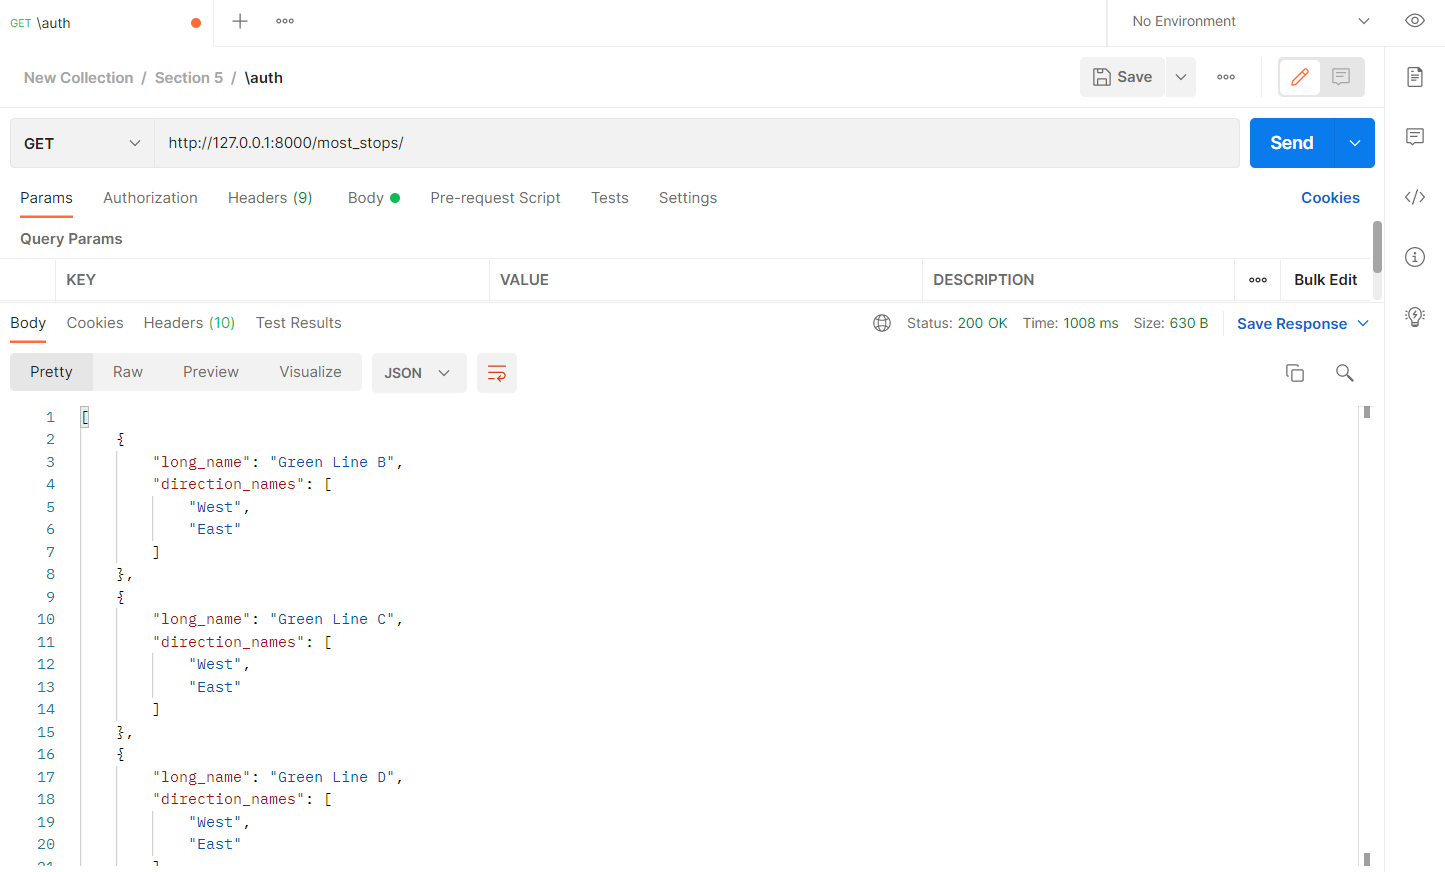 GET \auth
No Environment
New Collection / Section 5 / \auth
Save
GET http://127.0.0.1:8000/most_stops/
Send
Params Authorization Headers (9) Body Pre-request Script Tests Settings Cookies
Query Params
KEY VALUE DESCRIPTION Bulk Edit
Body Cookies Headers (10) Test Results Status: 200 OK Time: 1008 ms Size: 630 B Save Response
Pretty Raw Preview Visualize JSON
1 [
2 {
3 "long_name": "Green Line B",
4 "direction_names": [
5 "West",
6 "East"
7 ]
8 },
9 {
10 "long_name": "Green Line C",
11 "direction_names": [
12 "West",
13 "East"
14 ]
15 },
16 {
17 "long_name": "Green Line D",
18 "direction_names": [
19 "West",
20 "East"
21 ]